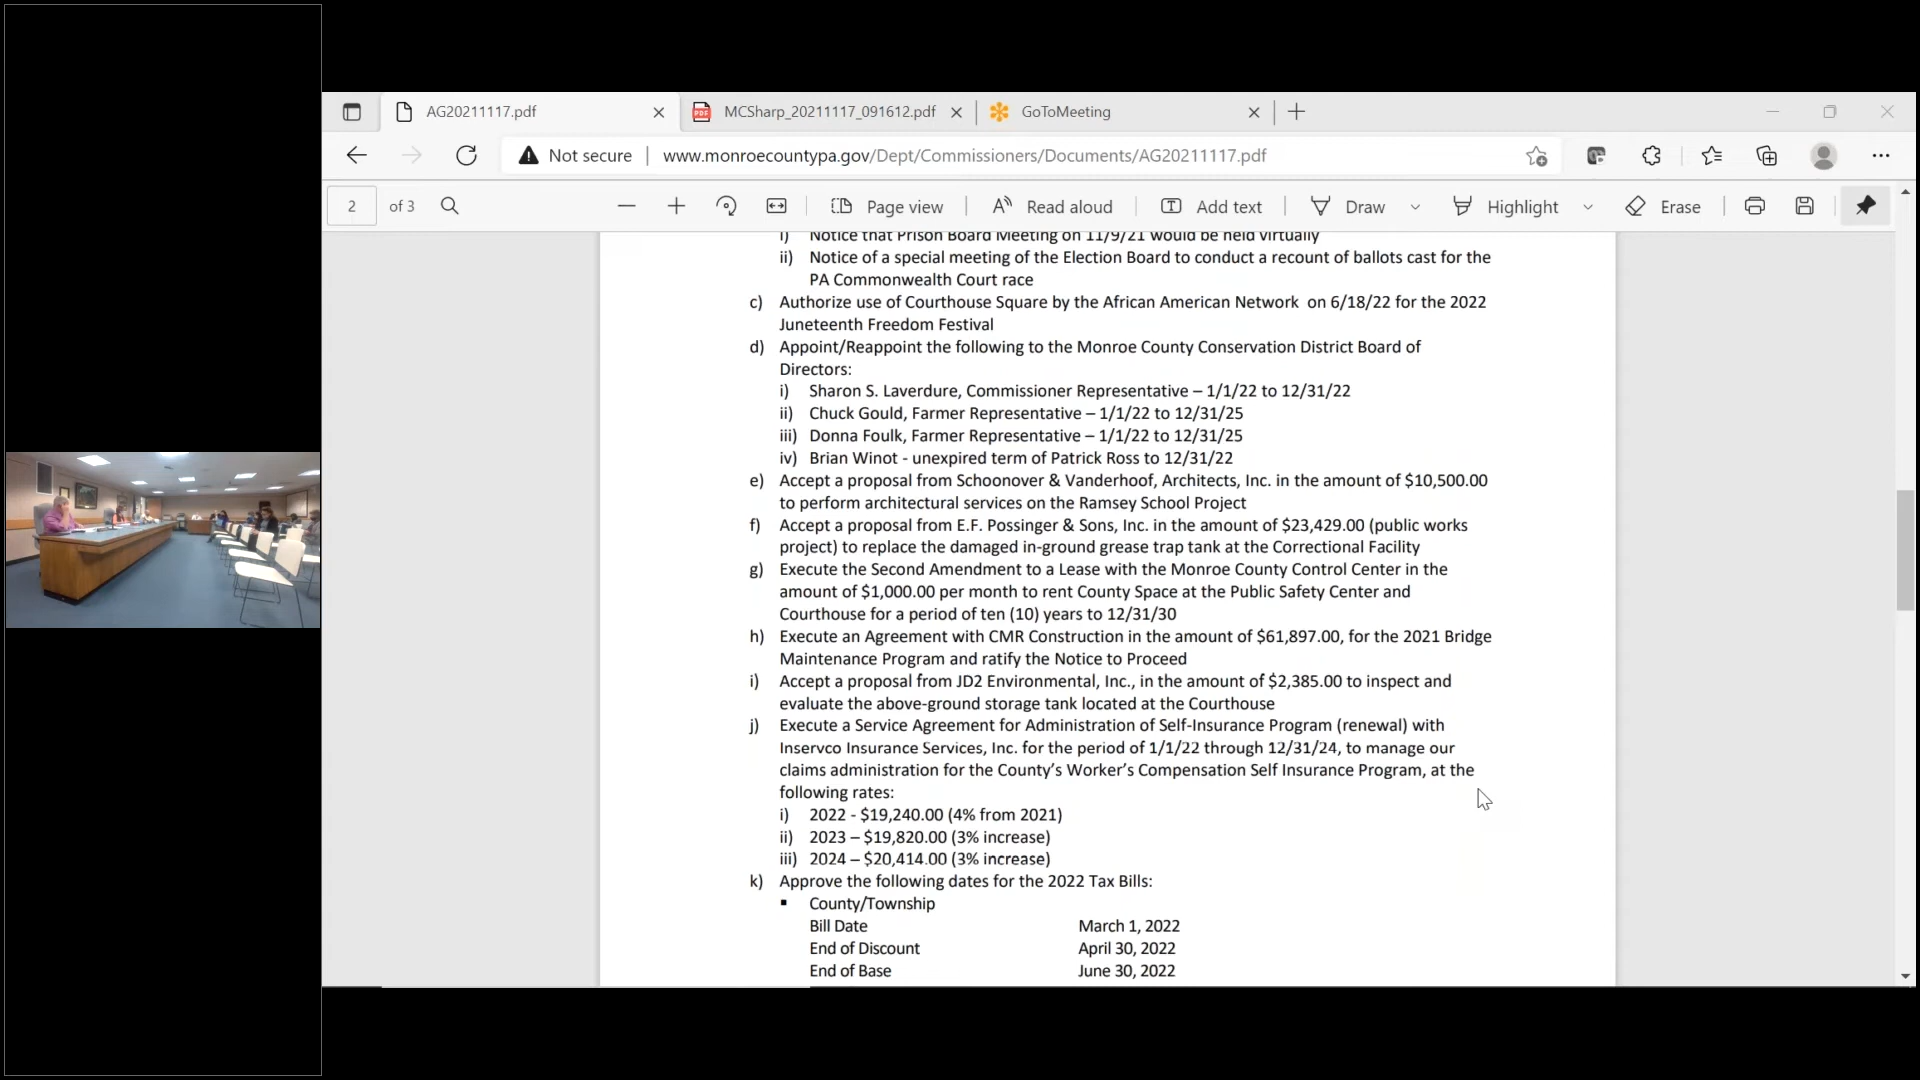 AG20211117.pdf
MCSharp_20211117_091612.pdf
GoToMeeting
Not secure
www.monroecountypa.gov/Dept/Commissioners/Documents/AG20211117.pdf
2 of 3
Page view
Read aloud
Add text
Draw
Highlight
Erase
i) Notice that Prison Board Meeting on 11/9/21 would be held virtually
ii) Notice of a special meeting of the Election Board to conduct a recount of ballots cast for the
PA Commonwealth Court race
c) Authorize use of Courthouse Square by the African American Network on 6/18/22 for the 2022
Juneteenth Freedom Festival
d) Appoint/Reappoint the following to the Monroe County Conservation District Board of
Directors:
i) Sharon S. Laverdure, Commissioner Representative – 1/1/22 to 12/31/22
ii) Chuck Gould, Farmer Representative – 1/1/22 to 12/31/25
iii) Donna Foulk, Farmer Representative – 1/1/22 to 12/31/25
iv) Brian Winot - unexpired term of Patrick Ross to 12/31/22
e) Accept a proposal from Schoonover & Vanderhoof, Architects, Inc. in the amount of $10,500.00
to perform architectural services on the Ramsey School Project
f) Accept a proposal from E.F. Possinger & Sons, Inc. in the amount of $23,429.00 (public works
project) to replace the damaged in-ground grease trap tank at the Correctional Facility
g) Execute the Second Amendment to a Lease with the Monroe County Control Center in the
amount of $1,000.00 per month to rent County Space at the Public Safety Center and
Courthouse for a period of ten (10) years to 12/31/30
h) Execute an Agreement with CMR Construction in the amount of $61,897.00, for the 2021 Bridge
Maintenance Program and ratify the Notice to Proceed
i) Accept a proposal from JD2 Environmental, Inc., in the amount of $2,385.00 to inspect and
evaluate the above-ground storage tank located at the Courthouse
j) Execute a Service Agreement for Administration of Self-Insurance Program (renewal) with
Inservco Insurance Services, Inc. for the period of 1/1/22 through 12/31/24, to manage our
claims administration for the County’s Worker’s Compensation Self Insurance Program, at the
following rates:
i) 2022 - $19,240.00 (4% from 2021)
ii) 2023 – $19,820.00 (3% increase)
iii) 2024 – $20,414.00 (3% increase)
k) Approve the following dates for the 2022 Tax Bills:
▪ County/Township
Bill Date March 1, 2022
End of Discount April 30, 2022
End of Base June 30, 2022